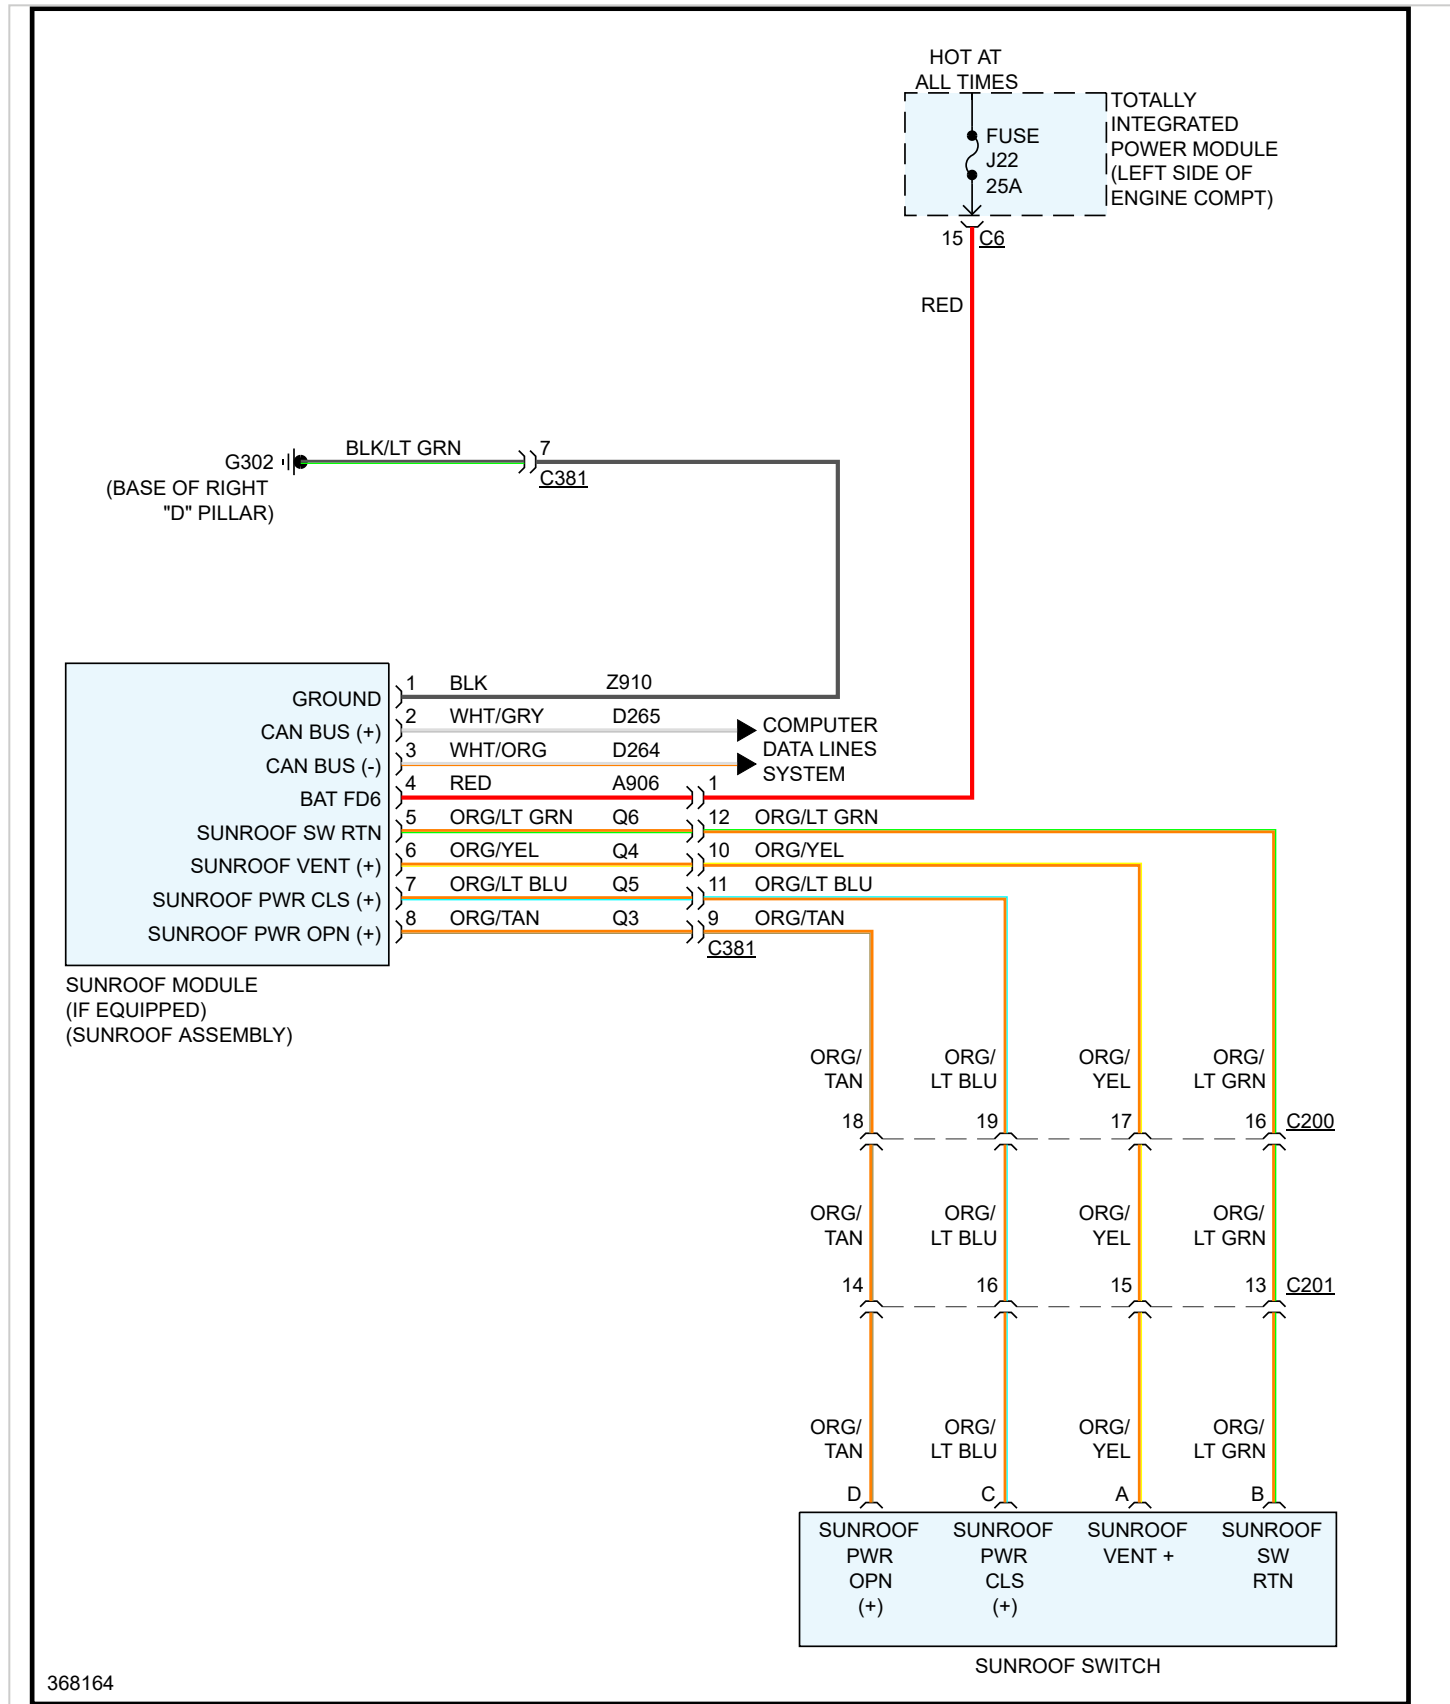 HOT AT
ALL TIMES
FUSE
J22
25A
TOTALLY
INTEGRATED
POWER MODULE
(LEFT SIDE OF
ENGINE COMPT)
15 C6
RED
BLK/LT GRN 7
G302
C381
(BASE OF RIGHT
"D" PILLAR)
GROUND 1 BLK Z910
CAN BUS (+) 2 WHT/GRY D265
CAN BUS (-) 3 WHT/ORG D264
COMPUTER
DATA LINES
SYSTEM
BAT FD6 4 RED A906 1
SUNROOF SW RTN 5 ORG/LT GRN Q6 12 ORG/LT GRN
SUNROOF VENT (+) 6 ORG/YEL Q4 10 ORG/YEL
SUNROOF PWR CLS (+) 7 ORG/LT BLU Q5 11 ORG/LT BLU
SUNROOF PWR OPN (+) 8 ORG/TAN Q3 9 ORG/TAN
C381
SUNROOF MODULE
(IF EQUIPPED)
(SUNROOF ASSEMBLY)
ORG/ ORG/ ORG/ ORG/
TAN LT BLU YEL LT GRN
18 19 17 16 C200
ORG/ ORG/ ORG/ ORG/
TAN LT BLU YEL LT GRN
14 16 15 13 C201
ORG/ ORG/ ORG/ ORG/
TAN LT BLU YEL LT GRN
D C A B
SUNROOF SUNROOF SUNROOF SUNROOF
PWR PWR VENT + SW
OPN CLS RTN
(+) (+)
SUNROOF SWITCH
368164